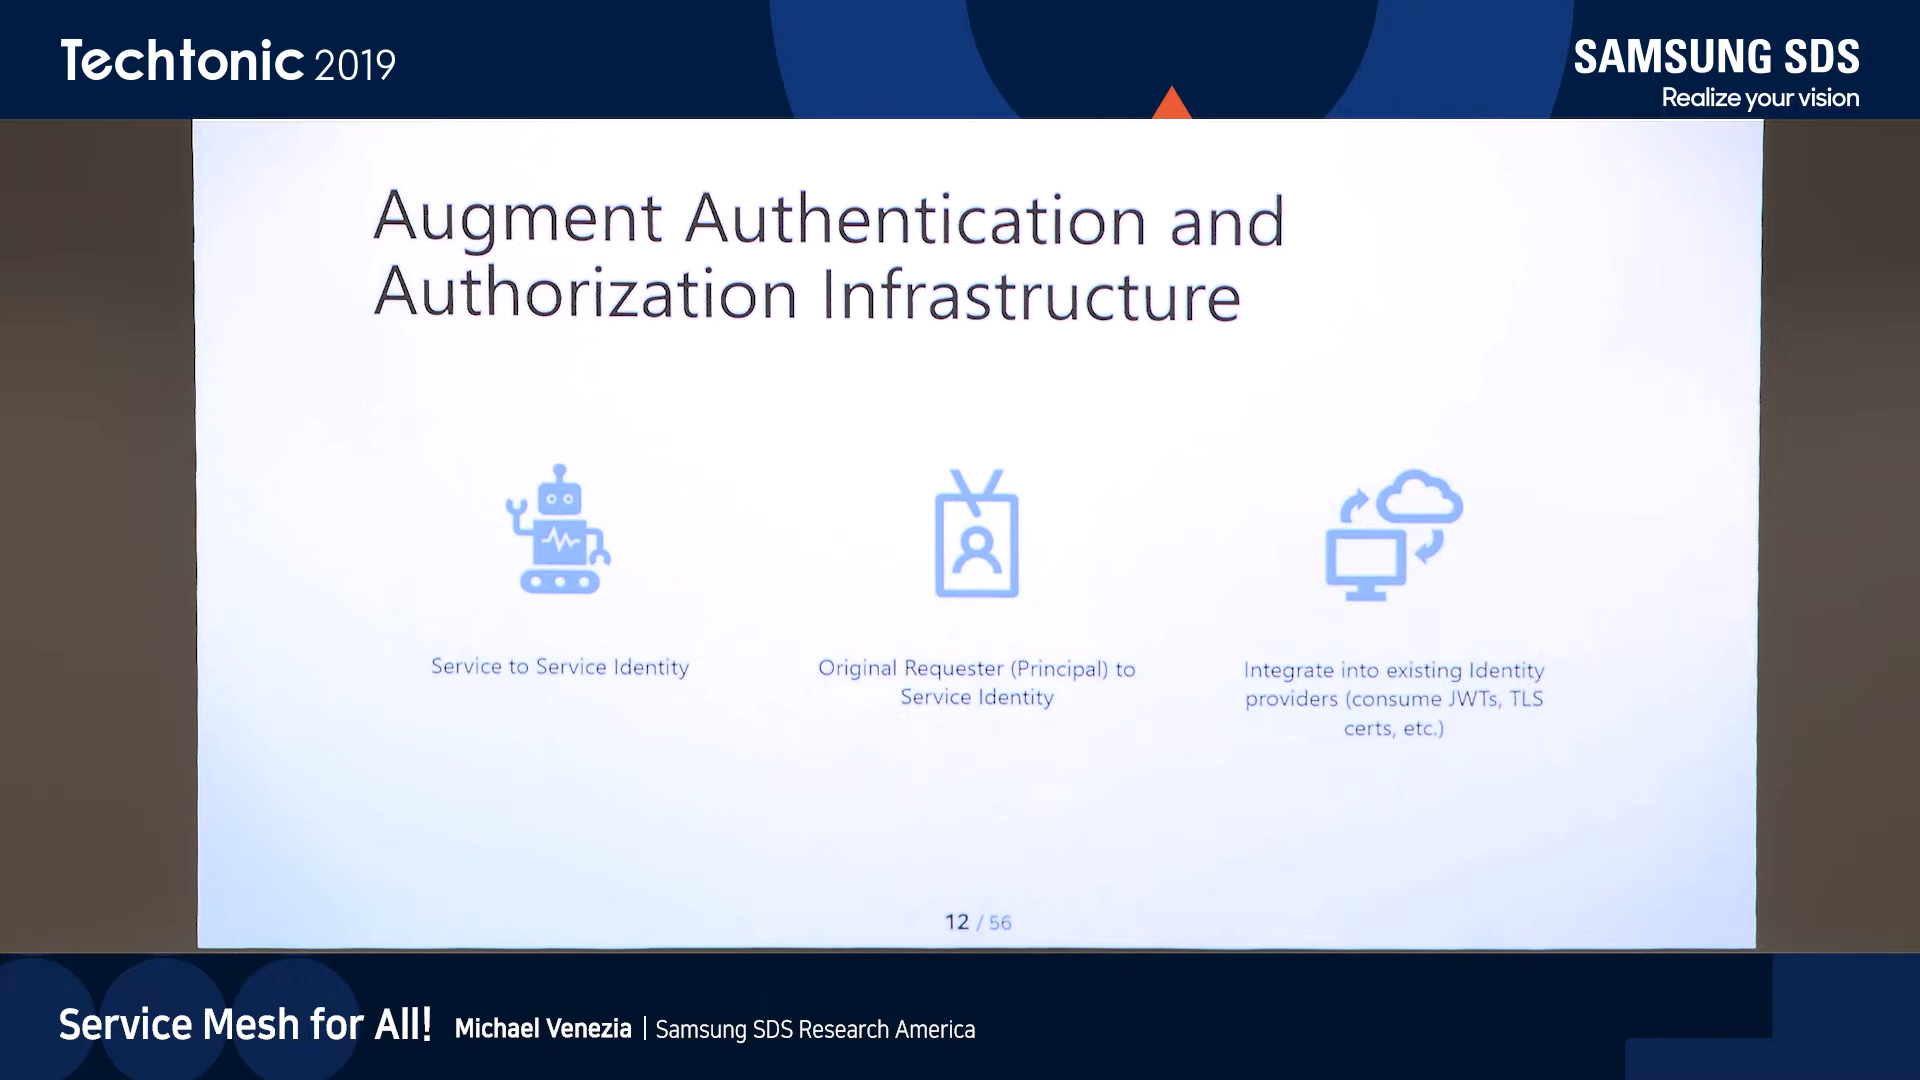 Techtonic 2019
SAMSUNG SDS
Realize your vision
Augment Authentication and
Authorization Infrastructure
Service to Service Identity
Original Requester (Principal) to
Service Identity
Integrate into existing Identity
providers (consume JWTs, TLS
certs, etc.)
12 / 56
Service Mesh for All! Michael Venezia | Samsung SDS Research America